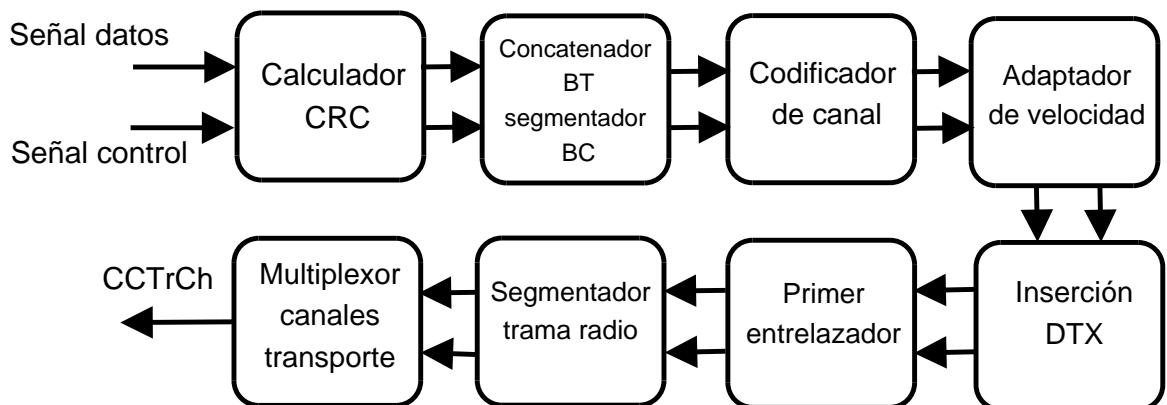 Señal datos
Señal control
Calculador
CRC
Concatenador
BT
segmentador
BC
Codificador
de canal
Adaptador
de velocidad
Inserción
DTX
Primer
entrelazador
Segmentador
trama radio
Multiplexor
canales
transporte
CCTrCh